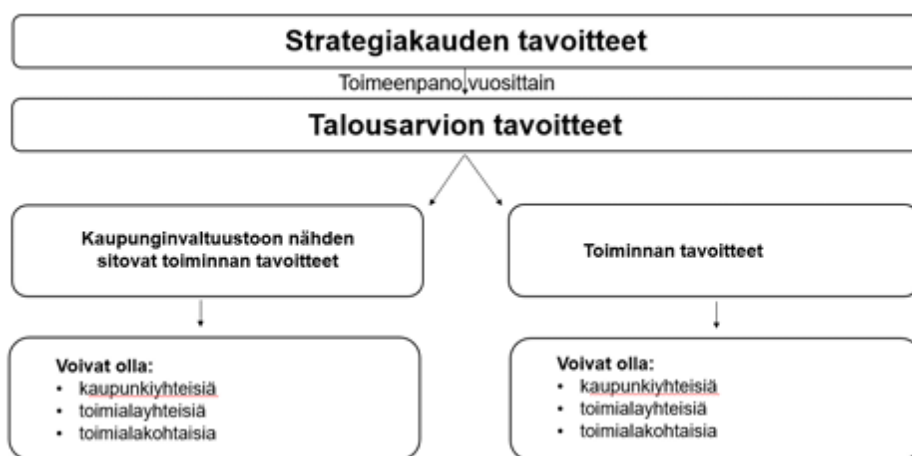 Strategiakauden tavoitteet
Toimeenpano vuosittain
Talousarvion tavoitteet
Kaupunginvaltuustoon nähden
sitovat toiminnan tavoitteet
Toiminnan tavoitteet
Voivat olla:
• kaupunkiyhteisiä
• toimialayhteisiä
• toimialakohtaisia
Voivat olla:
• kaupunkiyhteisiä
• toimialayhteisiä
• toimialakohtaisia